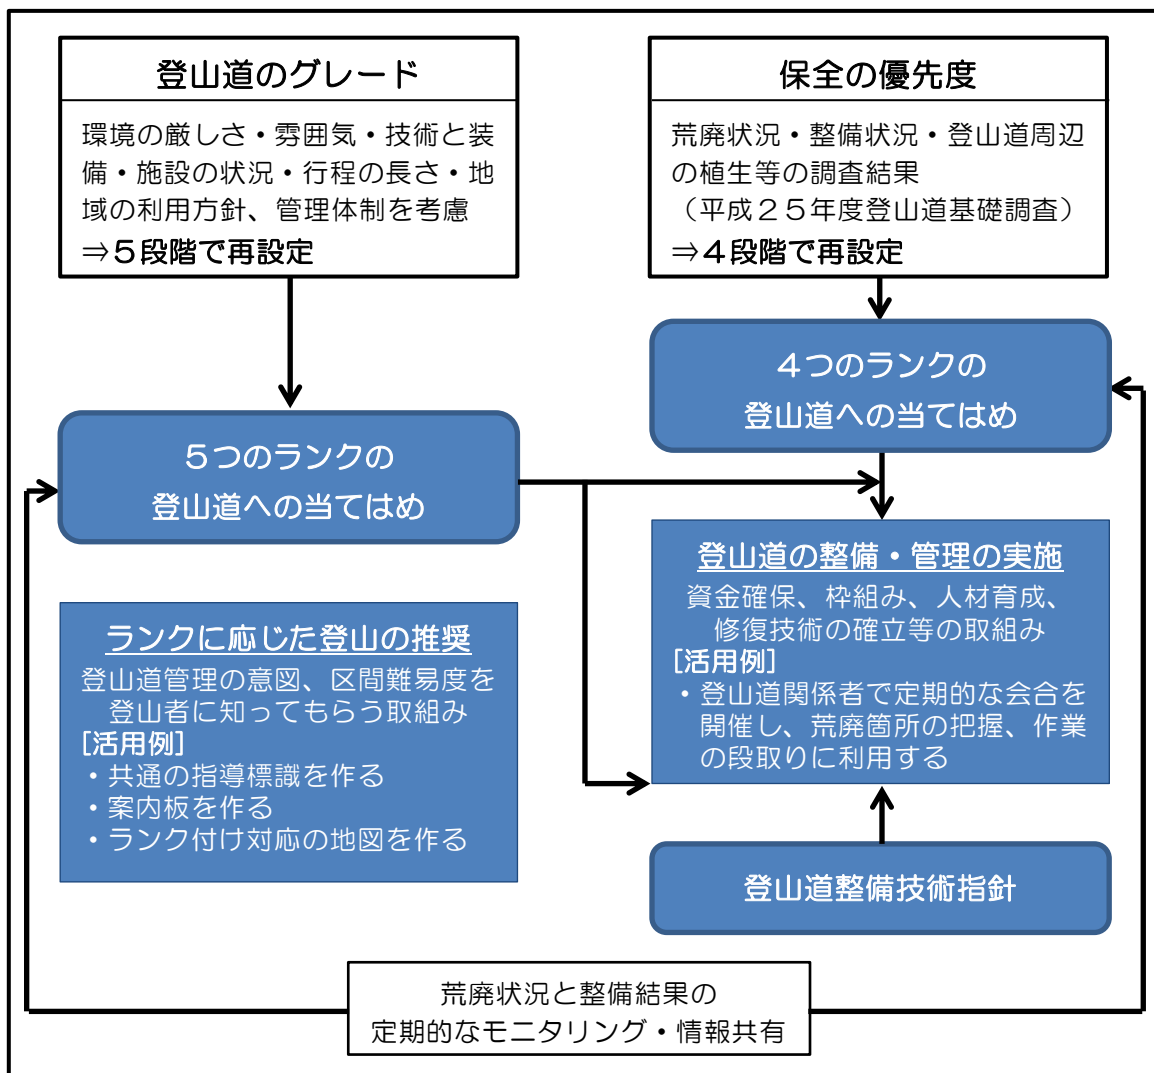 登山道のグレード
環境の厳しさ・雰囲気・技術と装
備・施設の状況・行程の長さ・地
域の利用方針、管理体制を考慮
⇒５段階で再設定
保全の優先度
荒廃状況・整備状況・登山道周辺
の植生等の調査結果
（平成２５年度登山道基礎調査）
⇒４段階で再設定
４つのランクの
登山道への当てはめ
５つのランクの
登山道への当てはめ
登山道の整備・管理の実施
資金確保、枠組み、人材育成、
修復技術の確立等の取組み
[活用例]
・登山道関係者で定期的な会合を
開催し、荒廃箇所の把握、作業
の段取りに利用する
ランクに応じた登山の推奨
登山道管理の意図、区間難易度を
登山者に知ってもらう取組み
[活用例]
・共通の指導標識を作る
・案内板を作る
・ランク付け対応の地図を作る
登山道整備技術指針
荒廃状況と整備結果の
定期的なモニタリング・情報共有